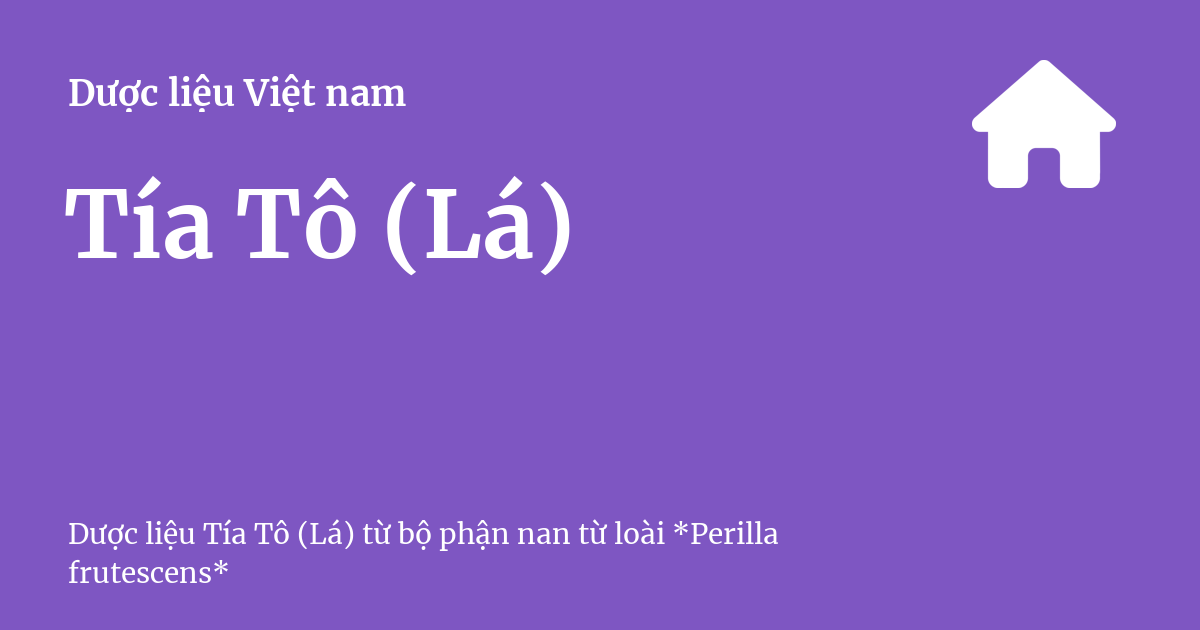 Dược liệu Việt nam
Tía Tô (Lá)
Dược liệu Tía Tô (Lá) từ bộ phận nan từ loài *Perilla
frutescens*